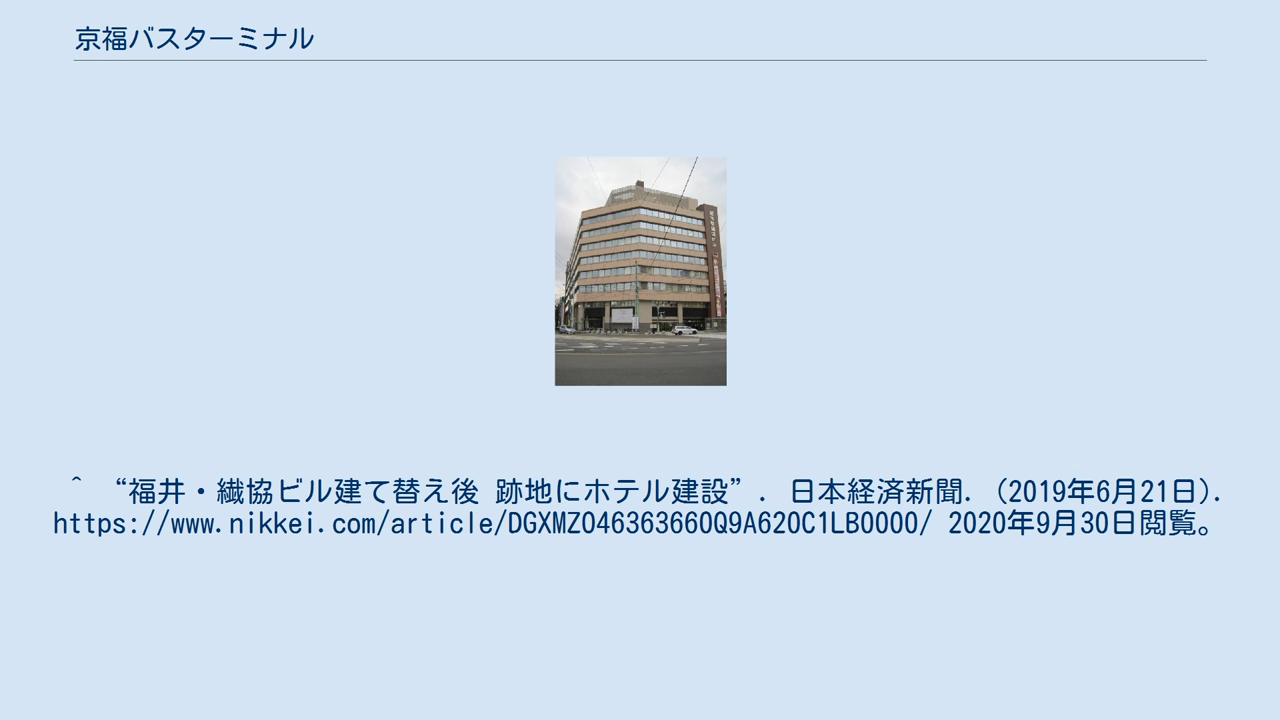 京福バスターミナル
^ “福井・繊協ビル建て替え後 跡地にホテル建設”. 日本経済新聞. (2019年6月21日).
https://www.nikkei.com/article/DGXMZO46363660Q9A620C1LB0000/ 2020年9月30日閲覧。